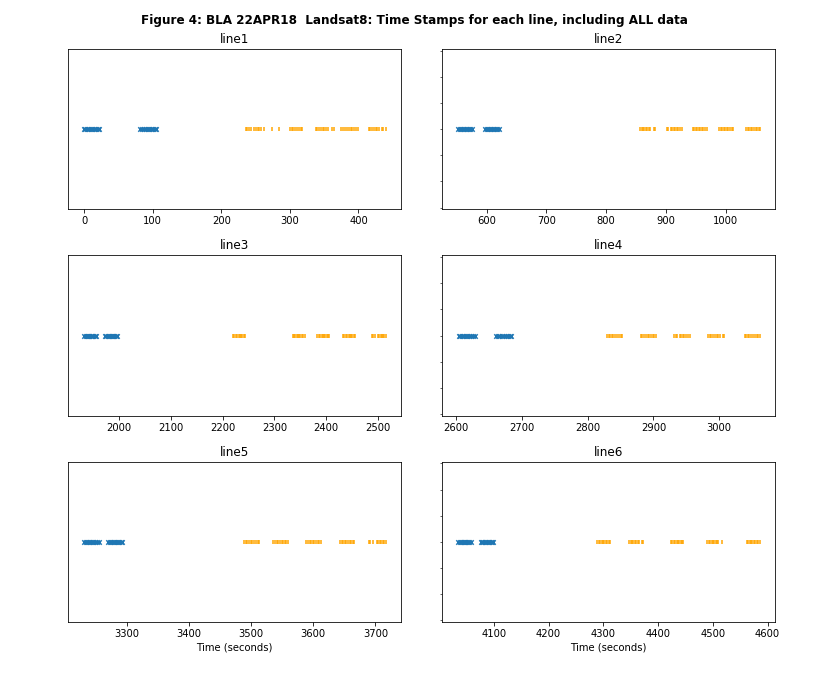 Figure 4: BLA 22APR18  Landsat8: Time Stamps for each line, including ALL data
line1
line2
0 100 200 300 400
600 700 800 900 1000
line3
line4
2000 2100 2200 2300 2400 2500
2600 2700 2800 2900 3000
line5
line6
3300 3400 3500 3600 3700
4100 4200 4300 4400 4500 4600
Time (seconds)
Time (seconds)